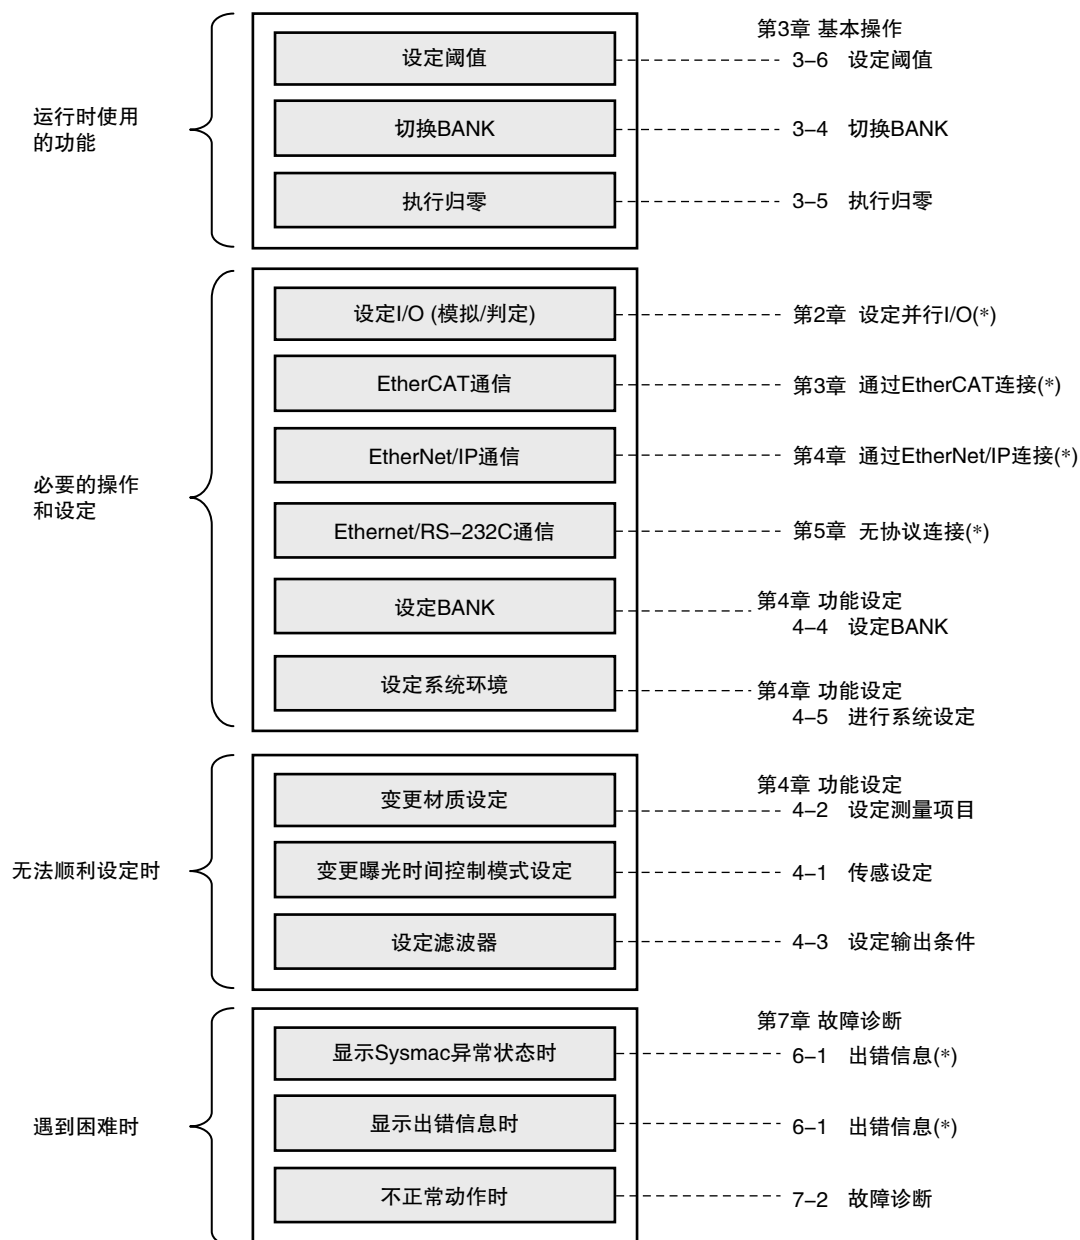 第3章 基本操作
设定阈值
3–6 设定阈值
运行时使用
的功能
切换BANK
3–4 切换BANK
执行归零
3–5 执行归零
设定I/O (模拟/判定)
第2章 设定并行I/O(*)
EtherCAT通信
第3章 通过EtherCAT连接(*)
EtherNet/IP通信
第4章 通过EtherNet/IP连接(*)
必要的操作
和设定
Ethernet/RS–232C通信
第5章 无协议连接(*)
设定BANK
第4章 功能设定
4–4 设定BANK
设定系统环境
第4章 功能设定
4–5 进行系统设定
变更材质设定
第4章 功能设定
4–2 设定测量项目
无法顺利设定时
变更曝光时间控制模式设定
4–1 传感设定
设定滤波器
4–3 设定输出条件
第7章 故障诊断
显示Sysmac异常状态时
6–1 出错信息(*)
遇到困难时
显示出错信息时
6–1 出错信息(*)
不正常动作时
7–2 故障诊断